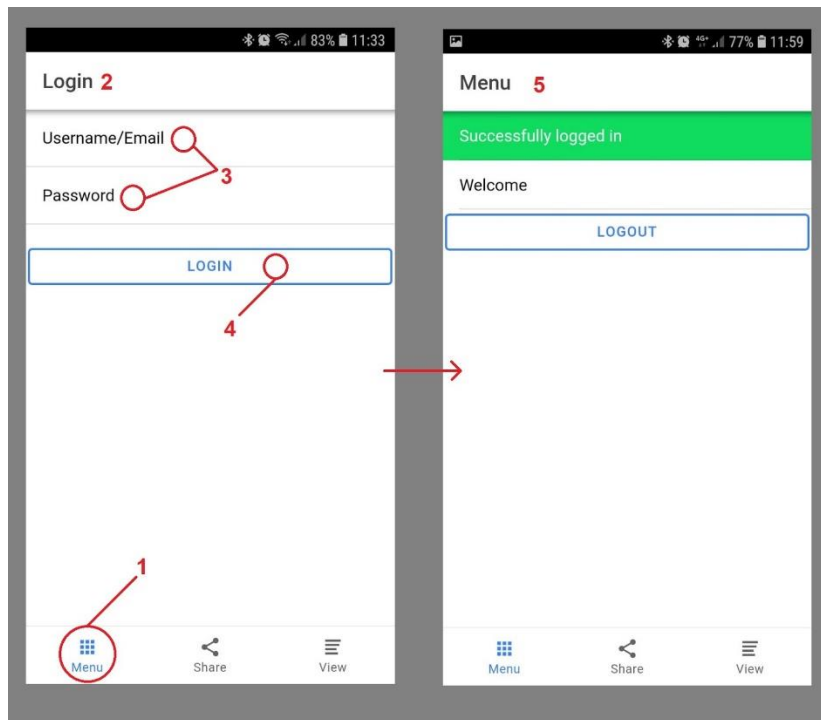 83% 11:33
Login 2
Username/Email
3
Password
LOGIN
4
1
Menu Share View
4G+ 77% 11:59
Menu 5
Successfully logged in
Welcome
LOGOUT
Menu Share View